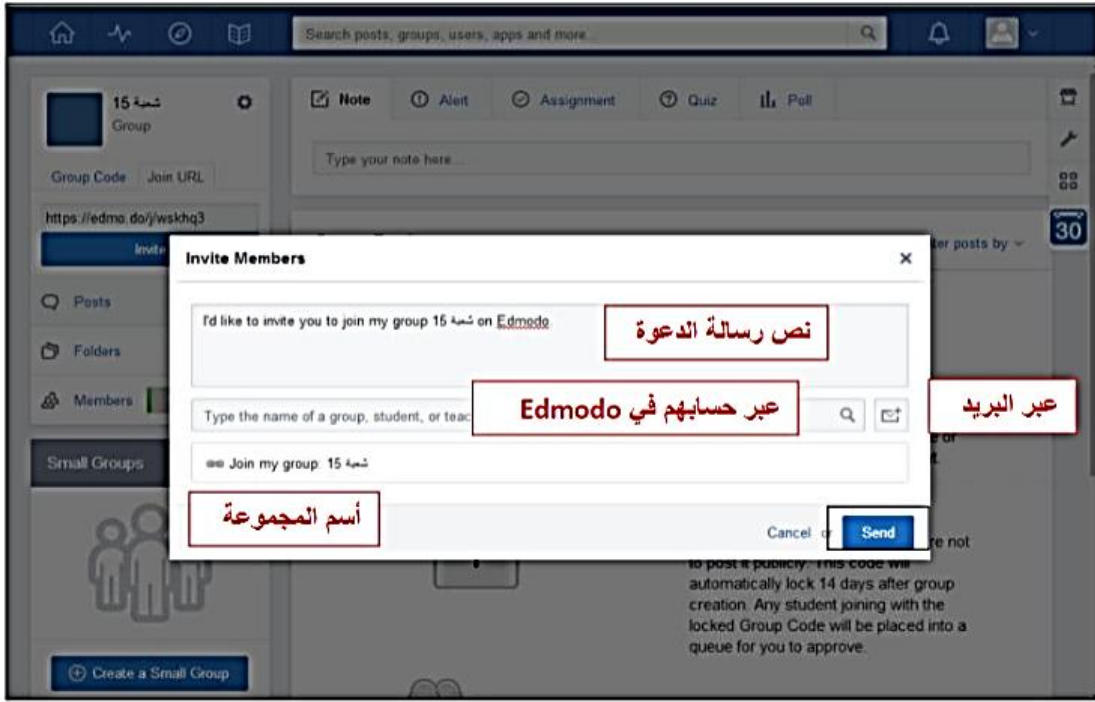 Search posts, groups, users, apps and more...
شعبة 15
Group
Group Code Join URL
https://edmo.do/j/wskhq3
Invite
Posts
Folders
Members
Small Groups
Create a Small Group
Note Alert Assignment Quiz Poll
Type your note here...
30
ter posts by
Invite Members ×
I'd like to invite you to join my group شعبة 15 on Edmodo.
نص رسالة الدعوة
Type the name of a group, student, or teac
عبر حسابهم في Edmodo
عبر البريد
Join my group: شعبة 15
أسم المجموعة
Cancel or Send
e or
t.
re not
to post it publicly. This code will
automatically lock 14 days after group
creation. Any student joining with the
locked Group Code will be placed into a
queue for you to approve.